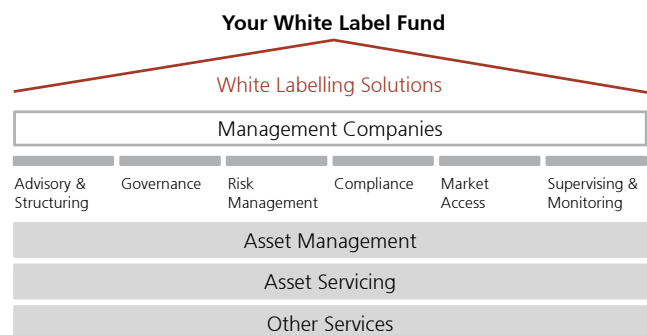 Your White Label Fund
White Labelling Solutions
Management Companies
Advisory &
Structuring
Governance
Risk
Management
Compliance
Market
Access
Supervising &
Monitoring
Asset Management
Asset Servicing
Other Services